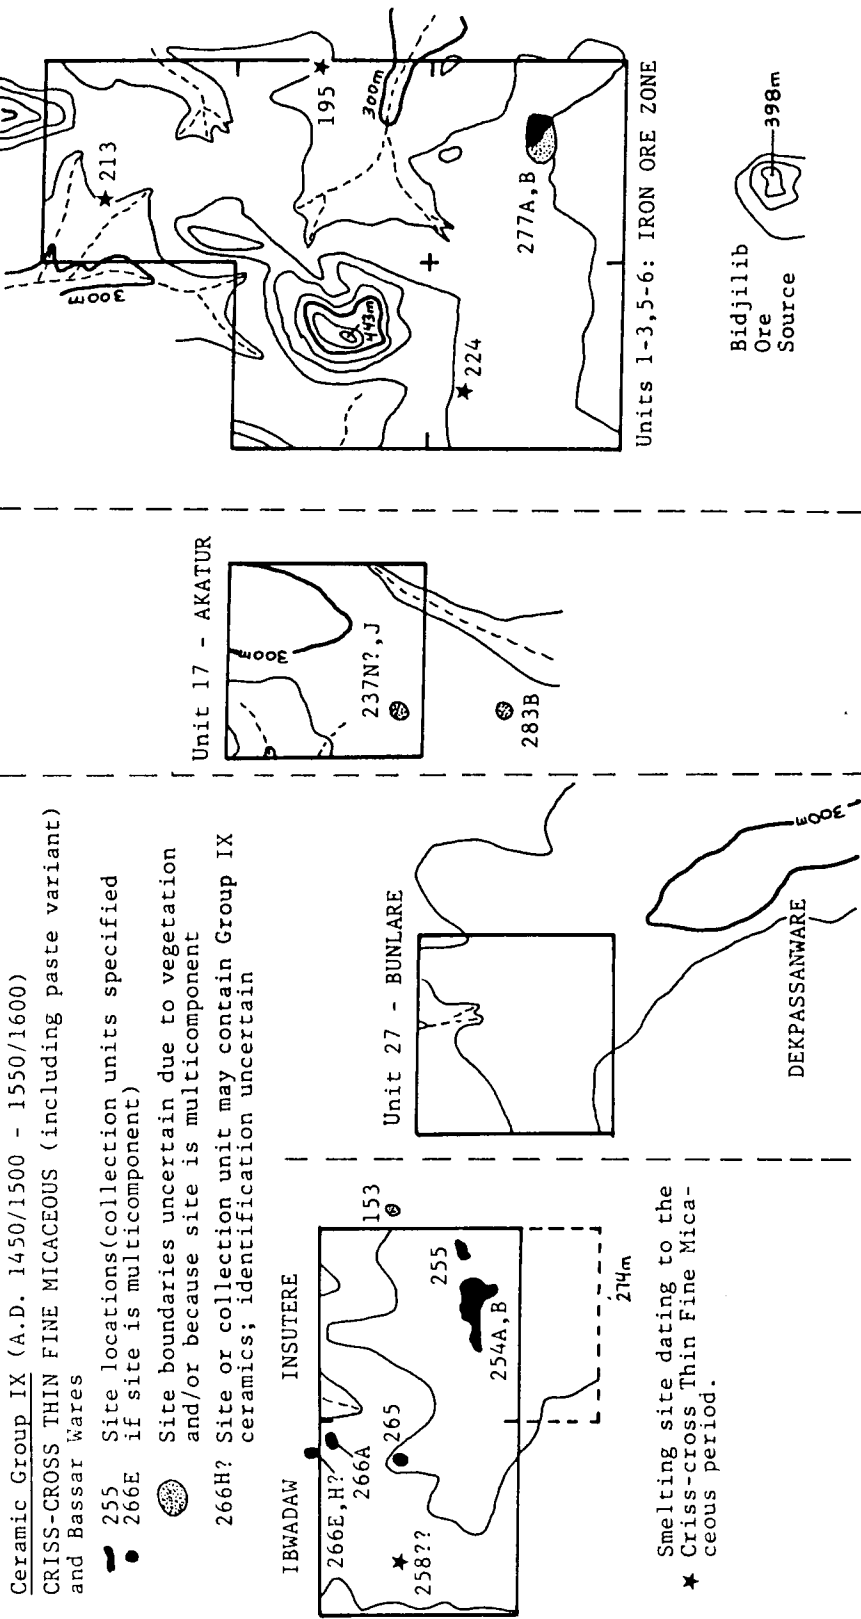 Ceramic Group IX (A.D. 1450/1500 - 1550/1600)
CRISS-CROSS THIN FINE MICACEOUS (including paste variant)
and Bassar Wares
255 Site locations(collection units specified
266E if site is multicomponent)
Site boundaries uncertain due to vegetation
and/or because site is multicomponent
266H? Site or collection unit may contain Group IX
ceramics; identification uncertain
IBWADAW
INSUTERE
266E,H?
266A
265
258??
153
255
254A,B
274m
★ Smelting site dating to the
Criss-cross Thin Fine Mica-
ceous period.
Unit 27 - BUNLARE
300m
DEKPASSANWARE
Unit 17 - AKATUR
300m
237N?,J
283B
213
300m
195
300m
443m
224
277A,B
Units 1-3,5-6: IRON ORE ZONE
Bidjilib
Ore
Source
398m